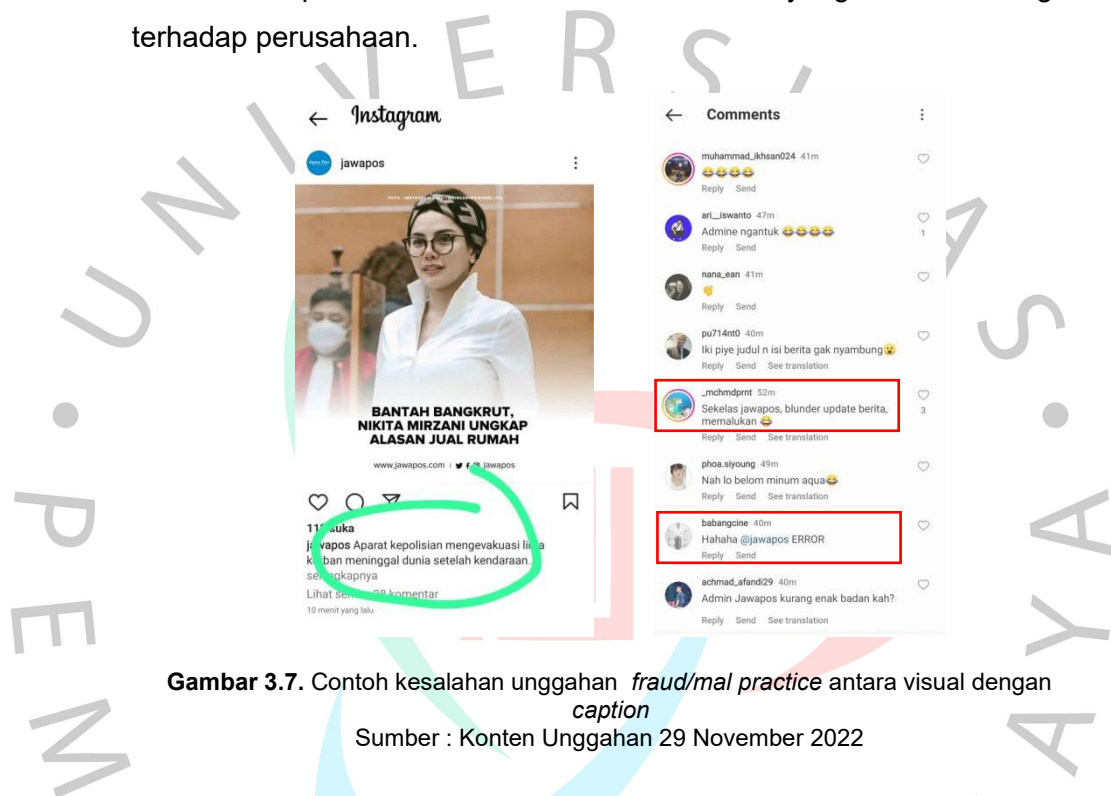 terhadap perusahaan.
Instagram
jawapos
BANTAH BANGKRUT,
NIKITA MIRZANI UNGKAP
ALASAN JUAL RUMAH
www.jawapos.com | jawapos
suka
jawapos Aparat kepolisian mengevakuasi
meninggal dunia setelah kendaraan...
Lihat komentar
10 menit yang lalu
Comments
muhammad_ikhsan024 41m
😂😂😂😂
Reply Send
ari__iswanto 47m
Admine ngantuk 😂😂😂😂
1
Reply Send
nana_ean 41m
👏
Reply Send
pu714nt0 40m
Iki piye judul n isi berita gak nyambung😮
Reply Send See translation
_mchmdprnt 52m
Sekelas jawapos, blunder update berita,
3
memalukan 😂
Reply Send See translation
phoa.siyoung 49m
Nah lo belom minum aqua😂
Reply Send See translation
babangcine 40m
Hahaha @jawapos ERROR
Reply Send
achmad_afandi29 40m
Admin Jawapos kurang enak badan kah?
Reply Send See translation
Gambar 3.7. Contoh kesalahan unggahan fraud/mal practice antara visual dengan
caption
Sumber : Konten Unggahan 29 November 2022